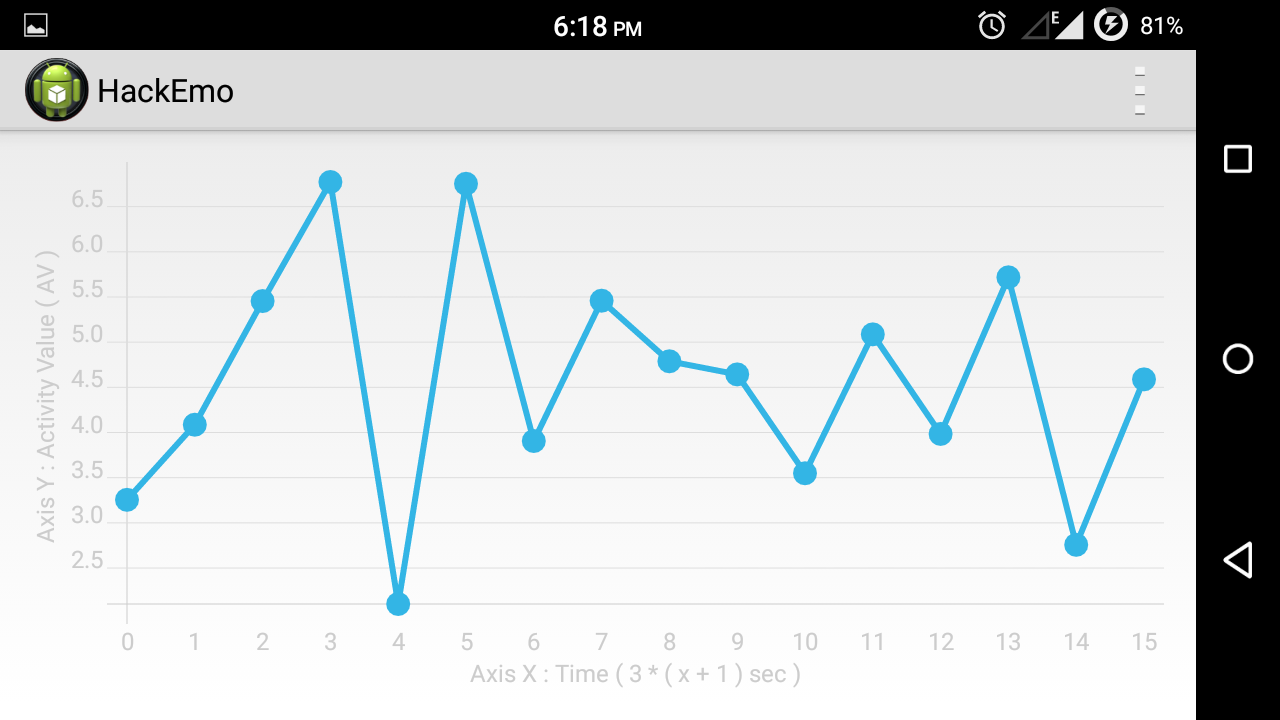 6:18 PM
E
81%
HackEmo
6.5
6.0
5.5
5.0
4.5
4.0
3.5
3.0
2.5
Axis Y : Activity Value ( AV )
0 1 2 3 4 5 6 7 8 9 10 11 12 13 14 15
Axis X : Time ( 3 * ( x + 1 ) sec )